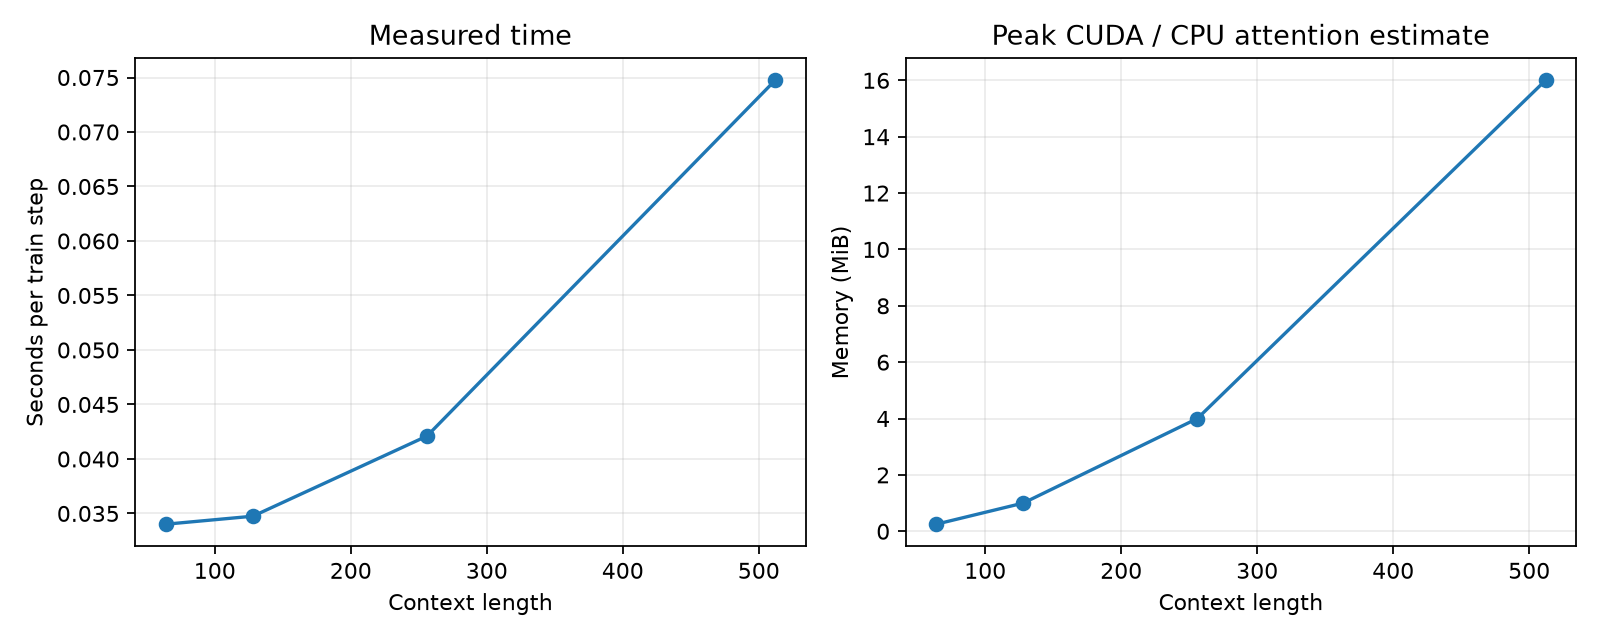 Measured time
Seconds per train step
0.075
0.070
0.065
0.060
0.055
0.050
0.045
0.040
0.035
100 200 300 400 500
Context length
Peak CUDA / CPU attention estimate
Memory (MiB)
16
14
12
10
8
6
4
2
0
100 200 300 400 500
Context length